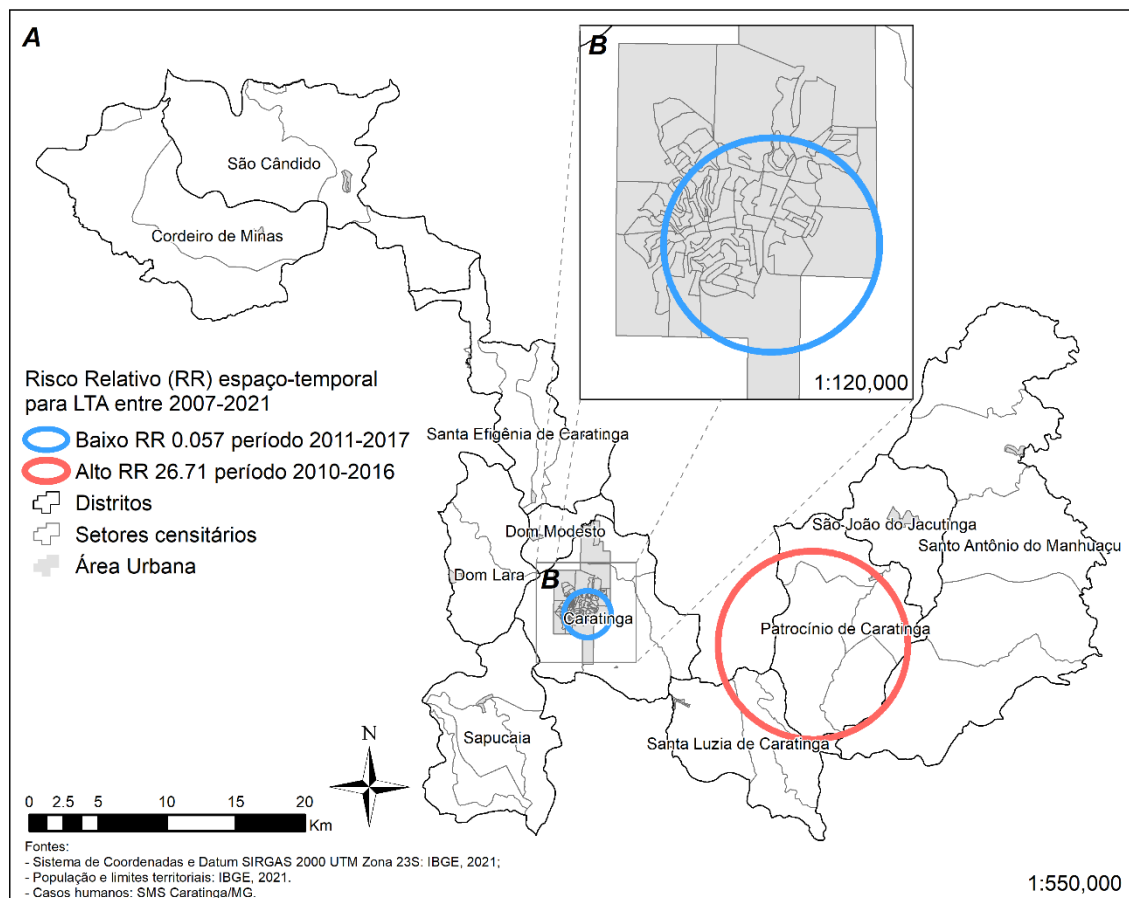 A
B
São Cândido
Cordeiro de Minas
1:120,000
Risco Relativo (RR) espaço-temporal
para LTA entre 2007-2021
Baixo RR 0.057 período 2011-2017
Alto RR 26.71 período 2010-2016
Distritos
Setores censitários
Área Urbana
Santa Efigênia de Caratinga
Dom Modesto
São João do Jacutinga
Santo Antônio do Manhuaçu
Dom Lara
B
Caratinga
Patrocínio de Caratinga
Sapucaia
Santa Luzia de Caratinga
N
0 2.5 5 10 15 20
Km
Fontes:
- Sistema de Coordenadas e Datum SIRGAS 2000 UTM Zona 23S: IBGE, 2021;
- População e limites territoriais: IBGE, 2021.
- Casos humanos: SMS Caratinga/MG.
1:550,000